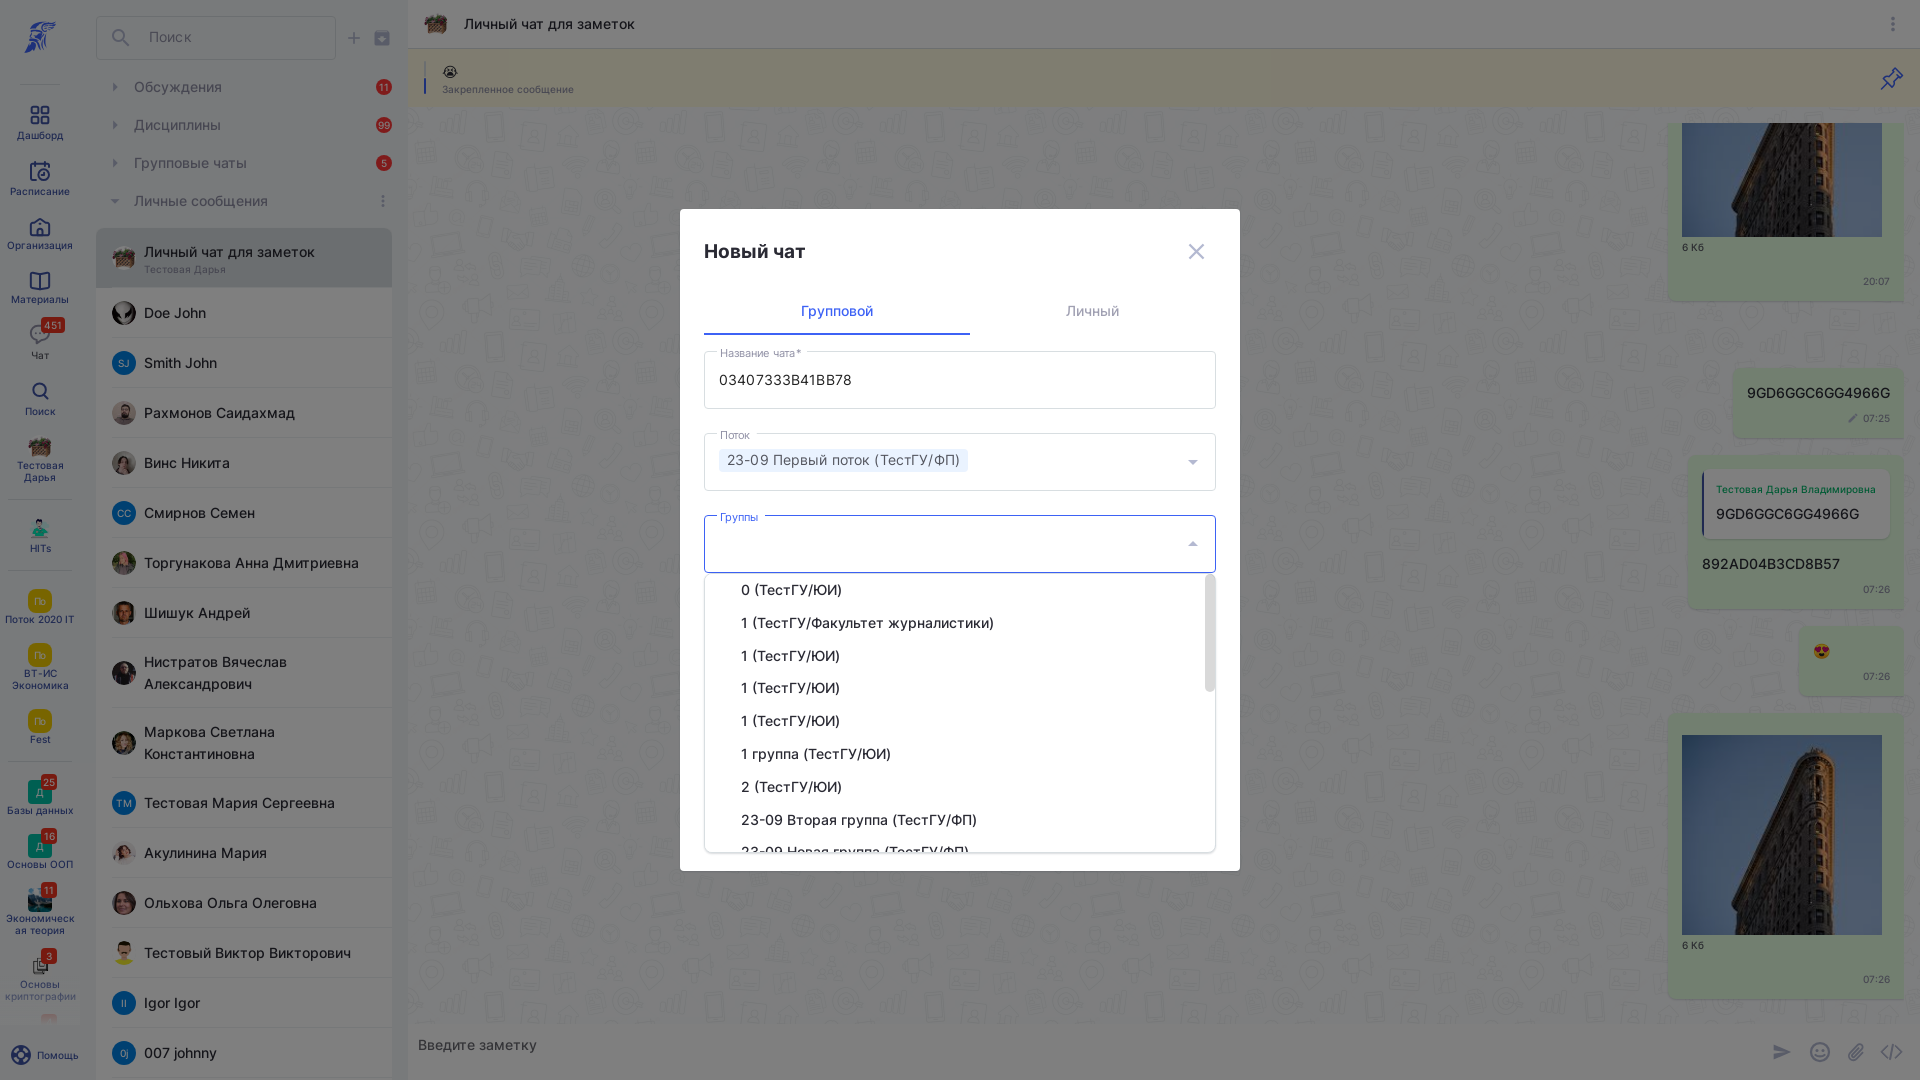 Дашборд
Расписание
Организация
Материалы
451
Чат
Поиск
Тестовая
Дарья
HITs
По
Поток 2020 IT
По
ВТ-ИС
Экономика
По
Fest
25
Д
Базы данных
16
Д
Основы ООП
11
Экономическ
ая теория
3
Основы
криптографии
Помощь
Поиск
Обсуждения
11
Дисциплины
99
Групповые чаты
5
Личные сообщения
Личный чат для заметок
Тестовая Дарья
Doe John
SJ
Smith John
Рахмонов Саидахмад
Винс Никита
СС
Смирнов Семен
Торгунакова Анна Дмитриевна
Шишук Андрей
Нистратов Вячеслав
Александрович
Маркова Светлана
Константиновна
ТМ
Тестовая Мария Сергеевна
Акулинина Мария
Ольхова Ольга Олеговна
Тестовый Виктор Викторович
II
Igor Igor
0j
007 johnny
Личный чат для заметок
😭
Закрепленное сообщение
6 Кб
20:07
9GD6GGC6GG4966G
07:25
Тестовая Дарья Владимировна
9GD6GGC6GG4966G
892AD04B3CD8B57
07:26
😍
07:26
6 Кб
07:26
Введите заметку
Новый чат
Групповой
Личный
Название чата*
03407333B41BB78
Поток
23-09 Первый поток (ТестГУ/ФП)
Группы
0 (ТестГУ/ЮИ)
1 (ТестГУ/Факультет журналистики)
1 (ТестГУ/ЮИ)
1 (ТестГУ/ЮИ)
1 (ТестГУ/ЮИ)
1 группа (ТестГУ/ЮИ)
2 (ТестГУ/ЮИ)
23-09 Вторая группа (ТестГУ/ФП)
23-09 Новая группа (ТестГУ/ФП)